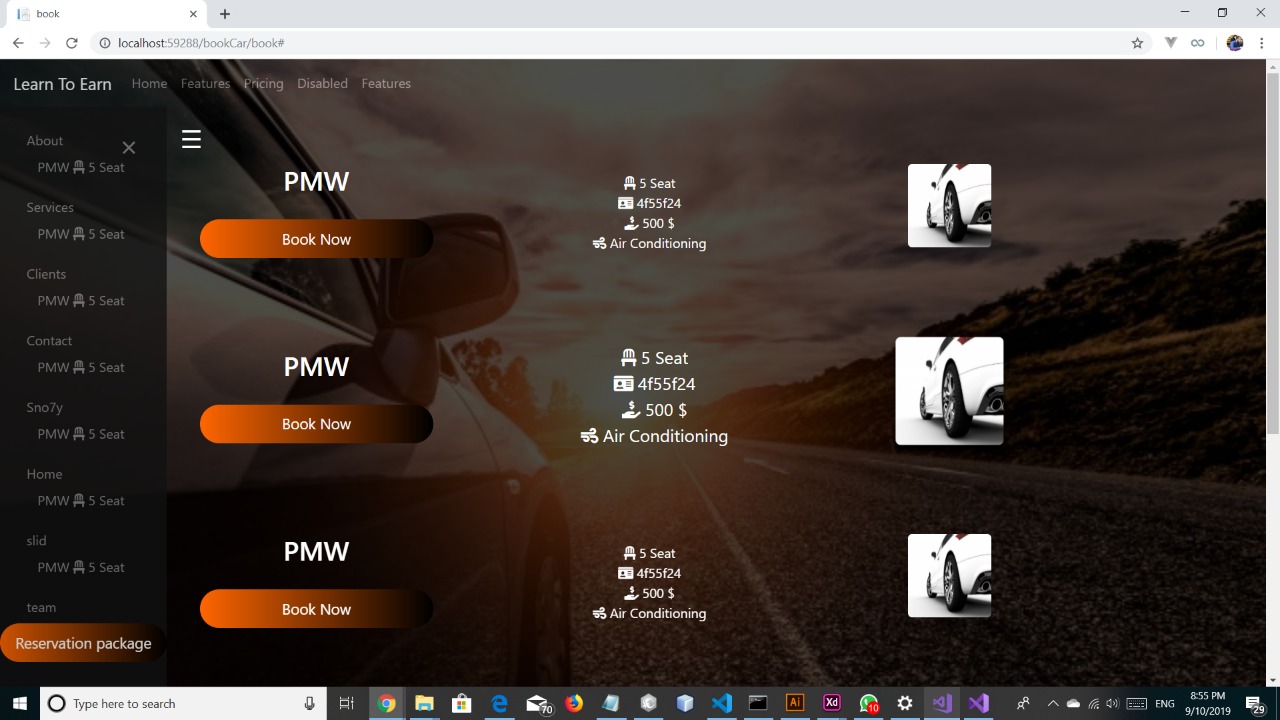 book
localhost:59288/bookCar/book#
Learn To Earn Home Features Pricing Disabled Features
About
PMW 5 Seat
Services
PMW 5 Seat
Clients
PMW 5 Seat
Contact
PMW 5 Seat
Sno7y
PMW 5 Seat
Home
PMW 5 Seat
slid
PMW 5 Seat
team
Reservation package
PMW
Book Now
5 Seat
4f55f24
500 $
Air Conditioning
PMW
Book Now
5 Seat
4f55f24
500 $
Air Conditioning
PMW
Book Now
5 Seat
4f55f24
500 $
Air Conditioning
Type here to search
70
Ai
Xd
10
ENG
8:55 PM
9/10/2019
29